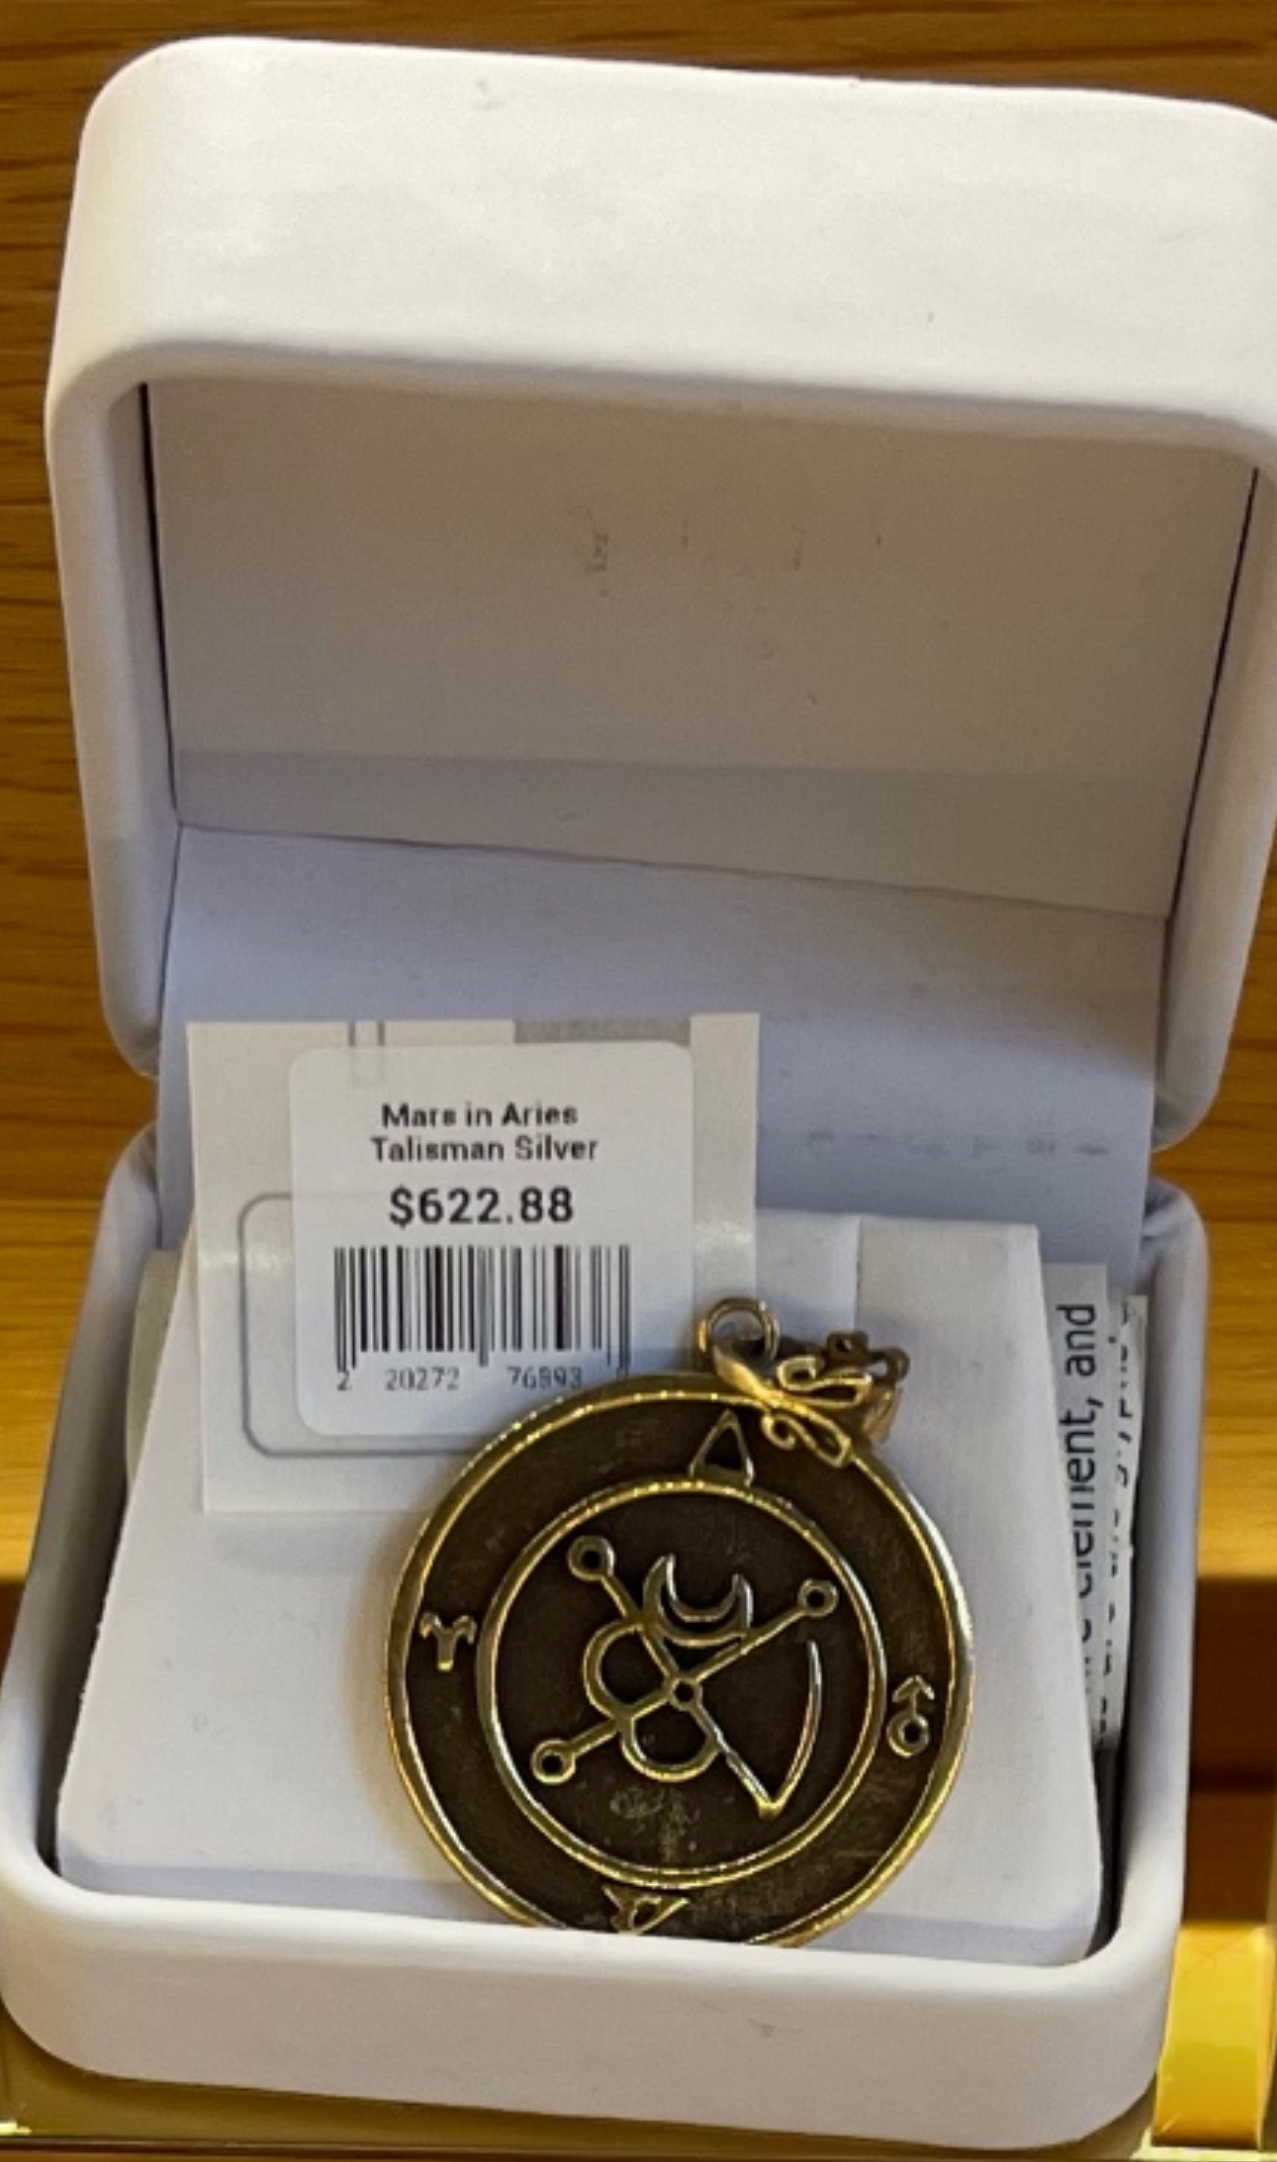 Mars in Aries
Talisman Silver
$622.88
2 20272 76893
element, and